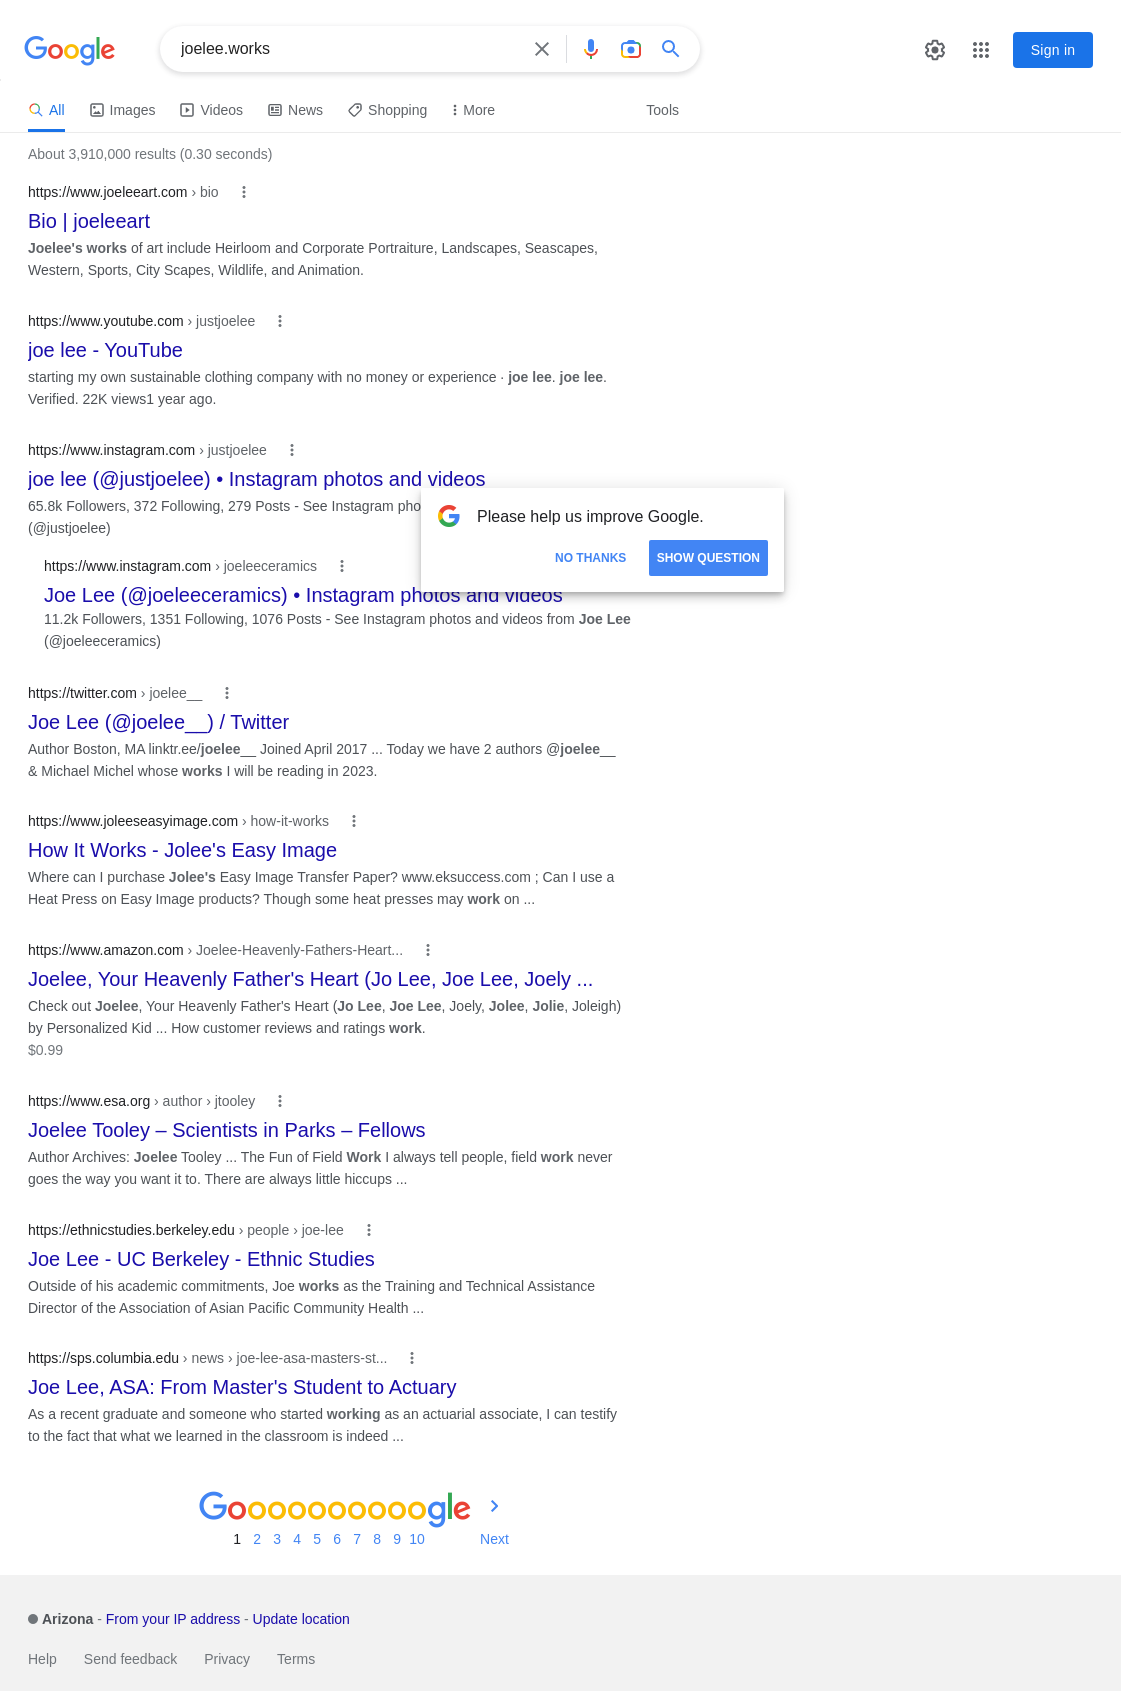 Google
joelee.works
Sign in
All
Images
Videos
News
Shopping
More
Tools
About 3,910,000 results (0.30 seconds)
https://www.joeleeart.com › bio
Bio | joeleeart
Joelee's works of art include Heirloom and Corporate Portraiture, Landscapes, Seascapes,
Western, Sports, City Scapes, Wildlife, and Animation.
https://www.youtube.com › justjoelee
joe lee - YouTube
starting my own sustainable clothing company with no money or experience · joe lee. joe lee.
Verified. 22K views1 year ago.
https://www.instagram.com › justjoelee
joe lee (@justjoelee) • Instagram photos and videos
65.8k Followers, 372 Following, 279 Posts - See Instagram pho
(@justjoelee)
Please help us improve Google.
NO THANKS
SHOW QUESTION
https://www.instagram.com › joeleeceramics
Joe Lee (@joeleeceramics) • Instagram photos and videos
11.2k Followers, 1351 Following, 1076 Posts - See Instagram photos and videos from Joe Lee
(@joeleeceramics)
https://twitter.com › joelee__
Joe Lee (@joelee__) / Twitter
Author Boston, MA linktr.ee/joelee__ Joined April 2017 ... Today we have 2 authors @joelee__
& Michael Michel whose works I will be reading in 2023.
https://www.joleeseasyimage.com › how-it-works
How It Works - Jolee's Easy Image
Where can I purchase Jolee's Easy Image Transfer Paper? www.eksuccess.com ; Can I use a
Heat Press on Easy Image products? Though some heat presses may work on ...
https://www.amazon.com › Joelee-Heavenly-Fathers-Heart...
Joelee, Your Heavenly Father's Heart (Jo Lee, Joe Lee, Joely ...
Check out Joelee, Your Heavenly Father's Heart (Jo Lee, Joe Lee, Joely, Jolee, Jolie, Joleigh)
by Personalized Kid ... How customer reviews and ratings work.
$0.99
https://www.esa.org › author › jtooley
Joelee Tooley – Scientists in Parks – Fellows
Author Archives: Joelee Tooley ... The Fun of Field Work I always tell people, field work never
goes the way you want it to. There are always little hiccups ...
https://ethnicstudies.berkeley.edu › people › joe-lee
Joe Lee - UC Berkeley - Ethnic Studies
Outside of his academic commitments, Joe works as the Training and Technical Assistance
Director of the Association of Asian Pacific Community Health ...
https://sps.columbia.edu › news › joe-lee-asa-masters-st...
Joe Lee, ASA: From Master's Student to Actuary
As a recent graduate and someone who started working as an actuarial associate, I can testify
to the fact that what we learned in the classroom is indeed ...
Goooooooooogle
1 2 3 4 5 6 7 8 9 10 Next
Arizona - From your IP address - Update location
Help Send feedback Privacy Terms